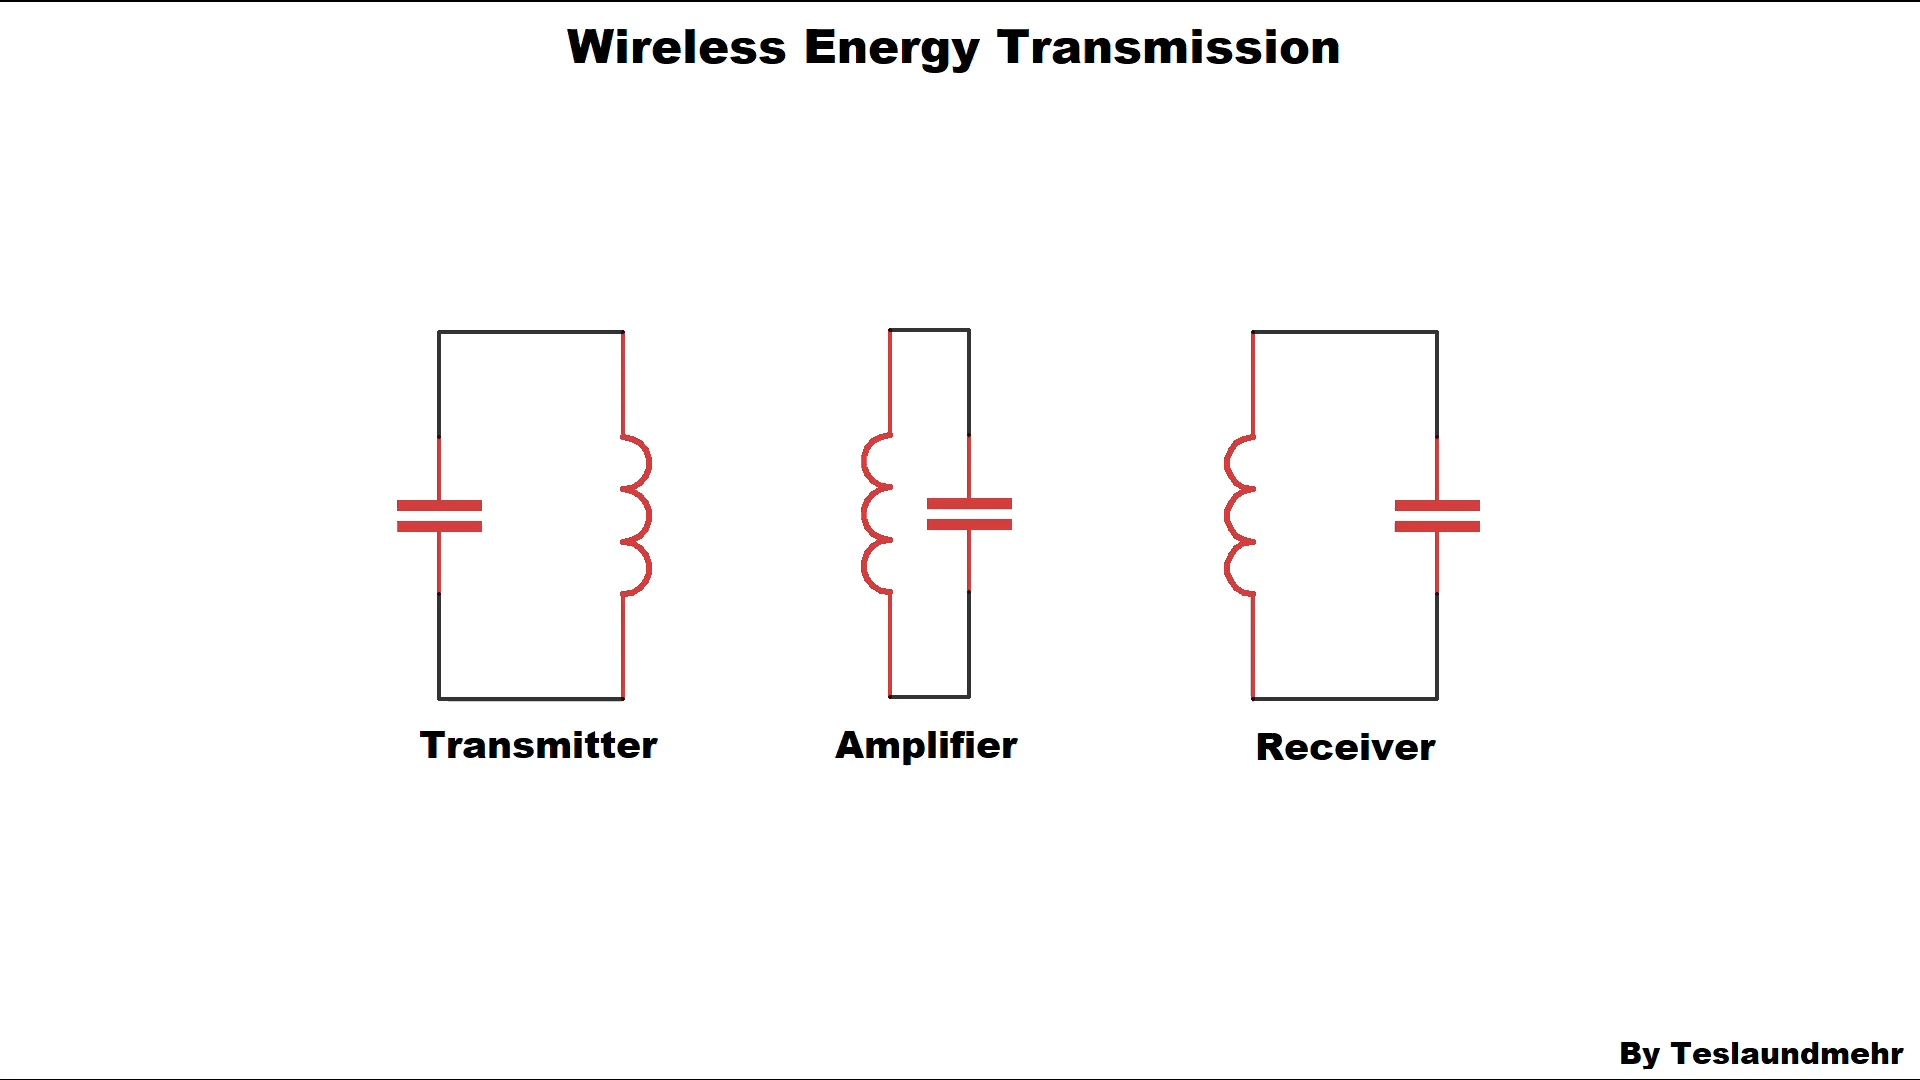 Wireless Energy Transmission
Transmitter
Amplifier
Receiver
By Teslaundmehr